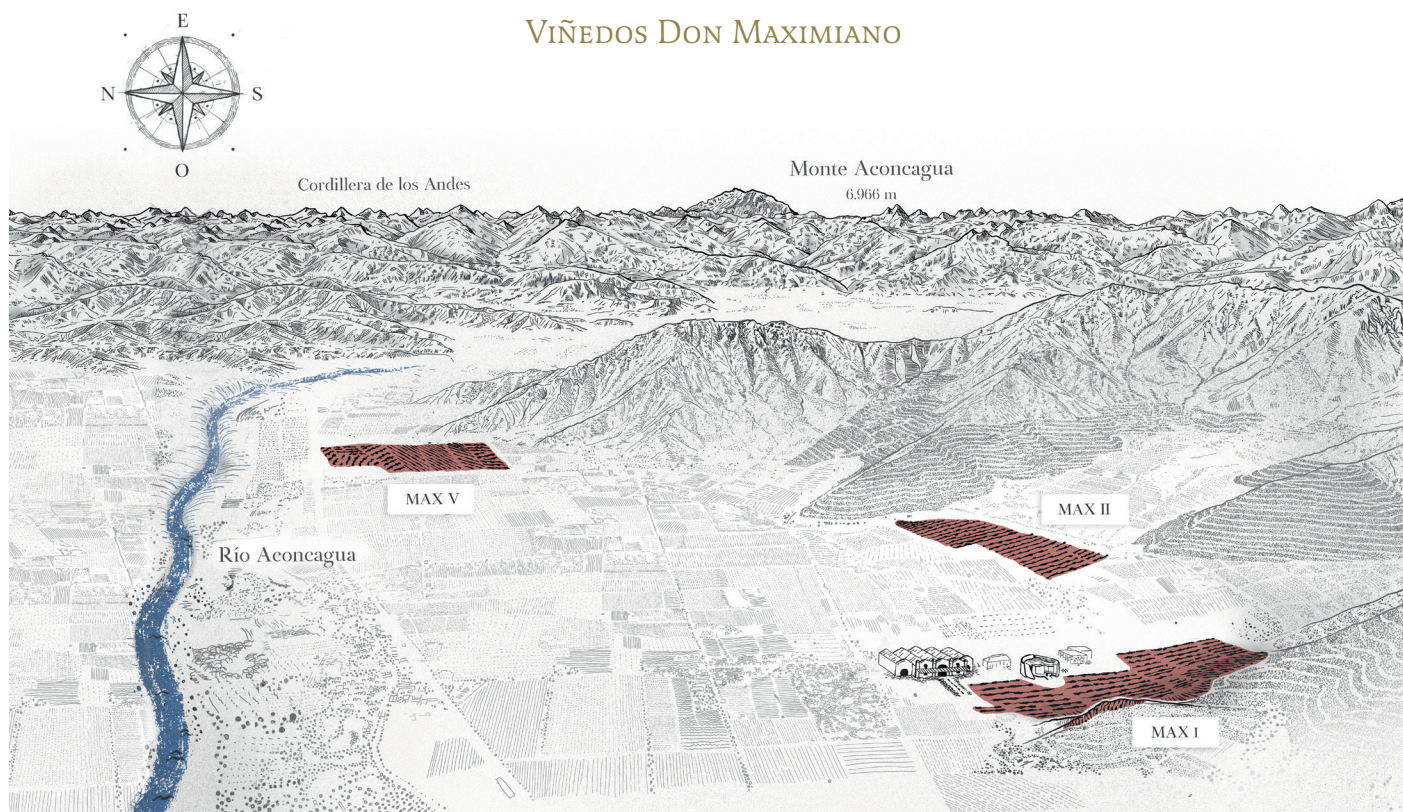 VIÑEDOS DON MAXIMIANO
E
N
S
O
Cordillera de los Andes
Monte Aconcagua
6.966 m
MAX V
MAX II
Río Aconcagua
MAX I